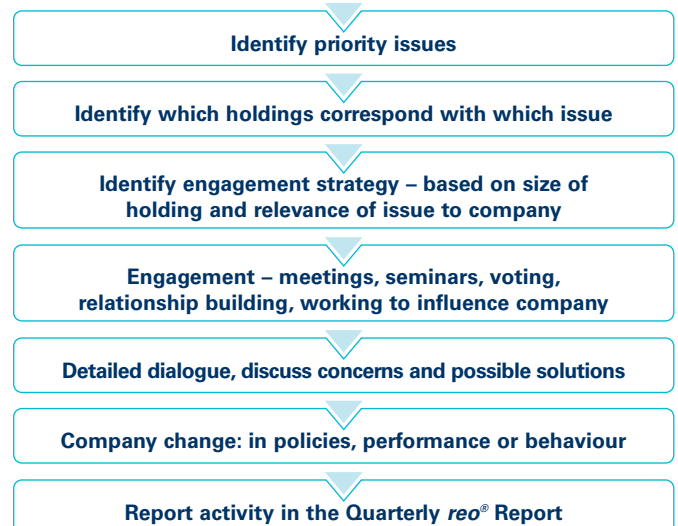 Identify priority issues
Identify which holdings correspond with which issue
Identify engagement strategy – based on size of
holding and relevance of issue to company
Engagement – meetings, seminars, voting,
relationship building, working to influence company
Detailed dialogue, discuss concerns and possible solutions
Company change: in policies, performance or behaviour
Report activity in the Quarterly reo® Report